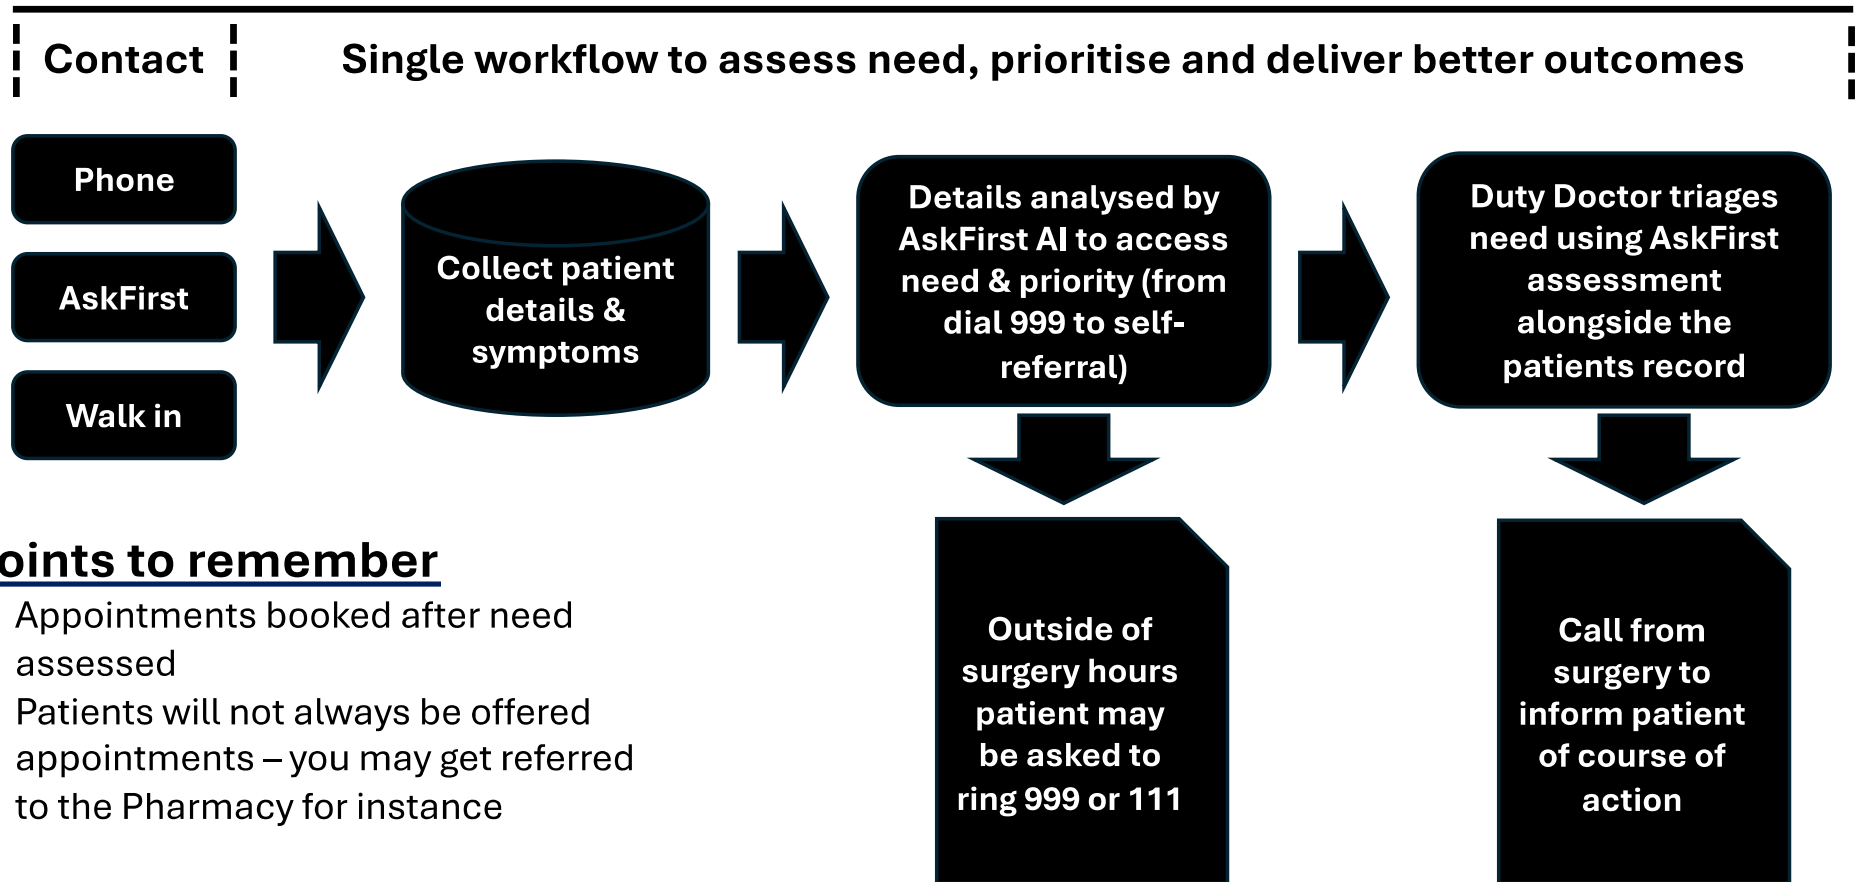 Contact
Single workflow to assess need, prioritise and deliver better outcomes
Phone
AskFirst
Walk in
Collect patient
details &
symptoms
Details analysed by
AskFirst AI to access
need & priority (from
dial 999 to self-
referral)
Duty Doctor triages
need using AskFirst
assessment
alongside the
patients record
oints to remember
Appointments booked after need
assessed
Patients will not always be offered
appointments – you may get referred
to the Pharmacy for instance
Outside of
surgery hours
patient may
be asked to
ring 999 or 111
Call from
surgery to
inform patient
of course of
action